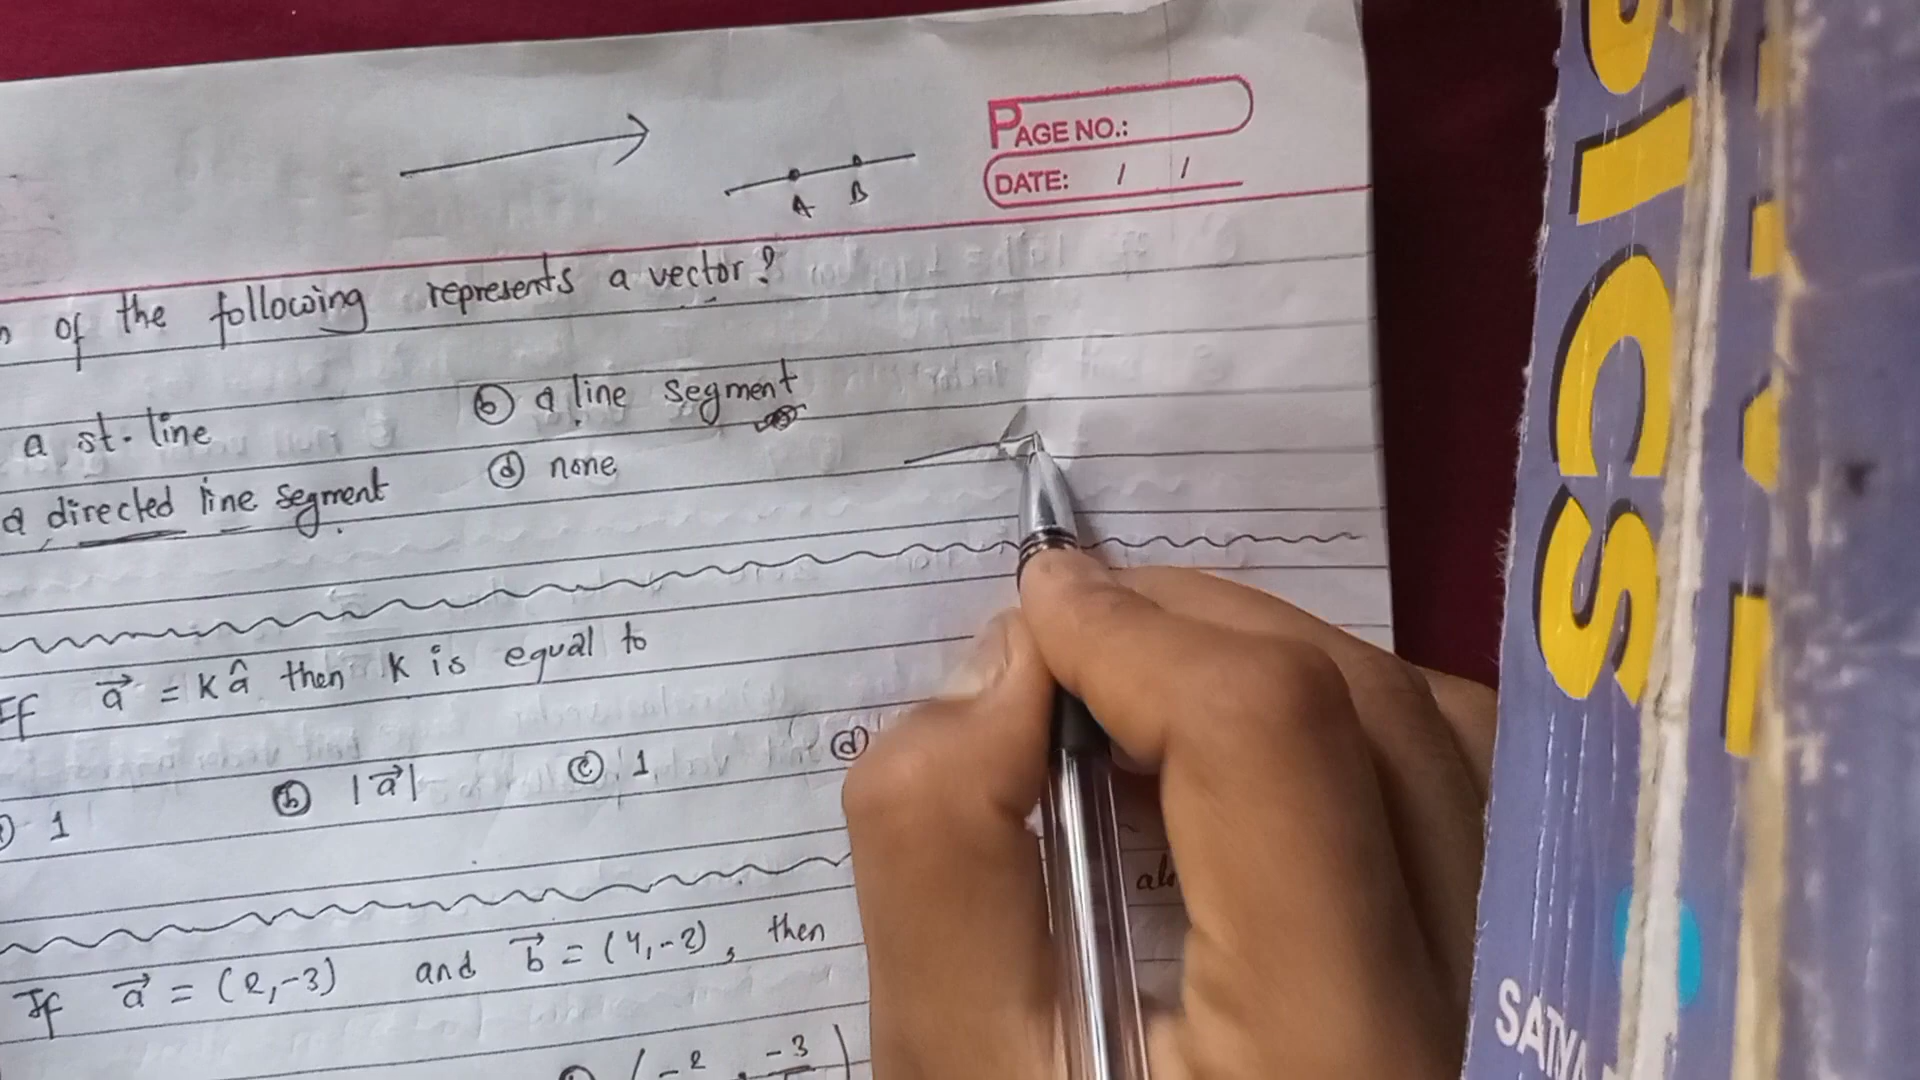 PAGE NO.:
DATE: / /
A B
of the following represents a vector?
a st. line ⓑ a line segment
a directed line segment ⓓ none
If a⃗ = K â then K is equal to
1 ⓑ |a⃗| ⓒ 1 ⓓ
If a⃗ = (2,-3) and b⃗ = (4,-2), then
SICS